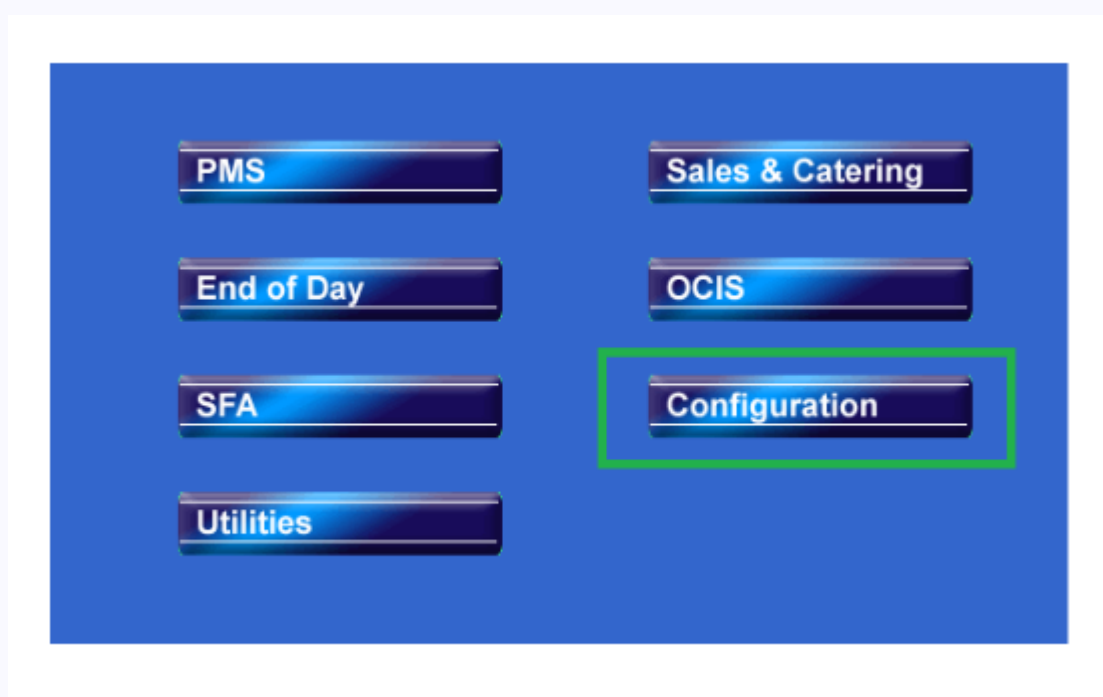 PMS
Sales & Catering
End of Day
OCIS
SFA
Configuration
Utilities